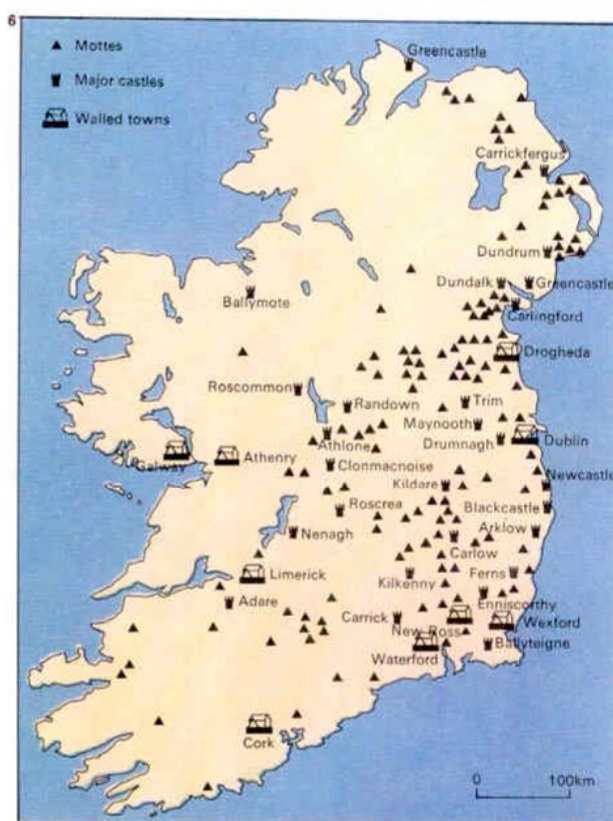 6
Mottes
Major castles
Walled towns
Greencastle
Carrickfergus
Dundrum
Dundalk
Greencastle
Ballymote
Carlingford
Drogheda
Roscommon
Randown
Trim
Maynooth
Athlone
Drumnagh
Dublin
Galway
Athenry
Clonmacnoise
Kildare
Newcastle
Roscrea
Blackcastle
Nenagh
Arklow
Carlow
Limerick
Kilkenny
Ferns
Adare
Enniscorthy
Carrick
New Ross
Wexford
Waterford
Ballyteigne
Cork
0
100km